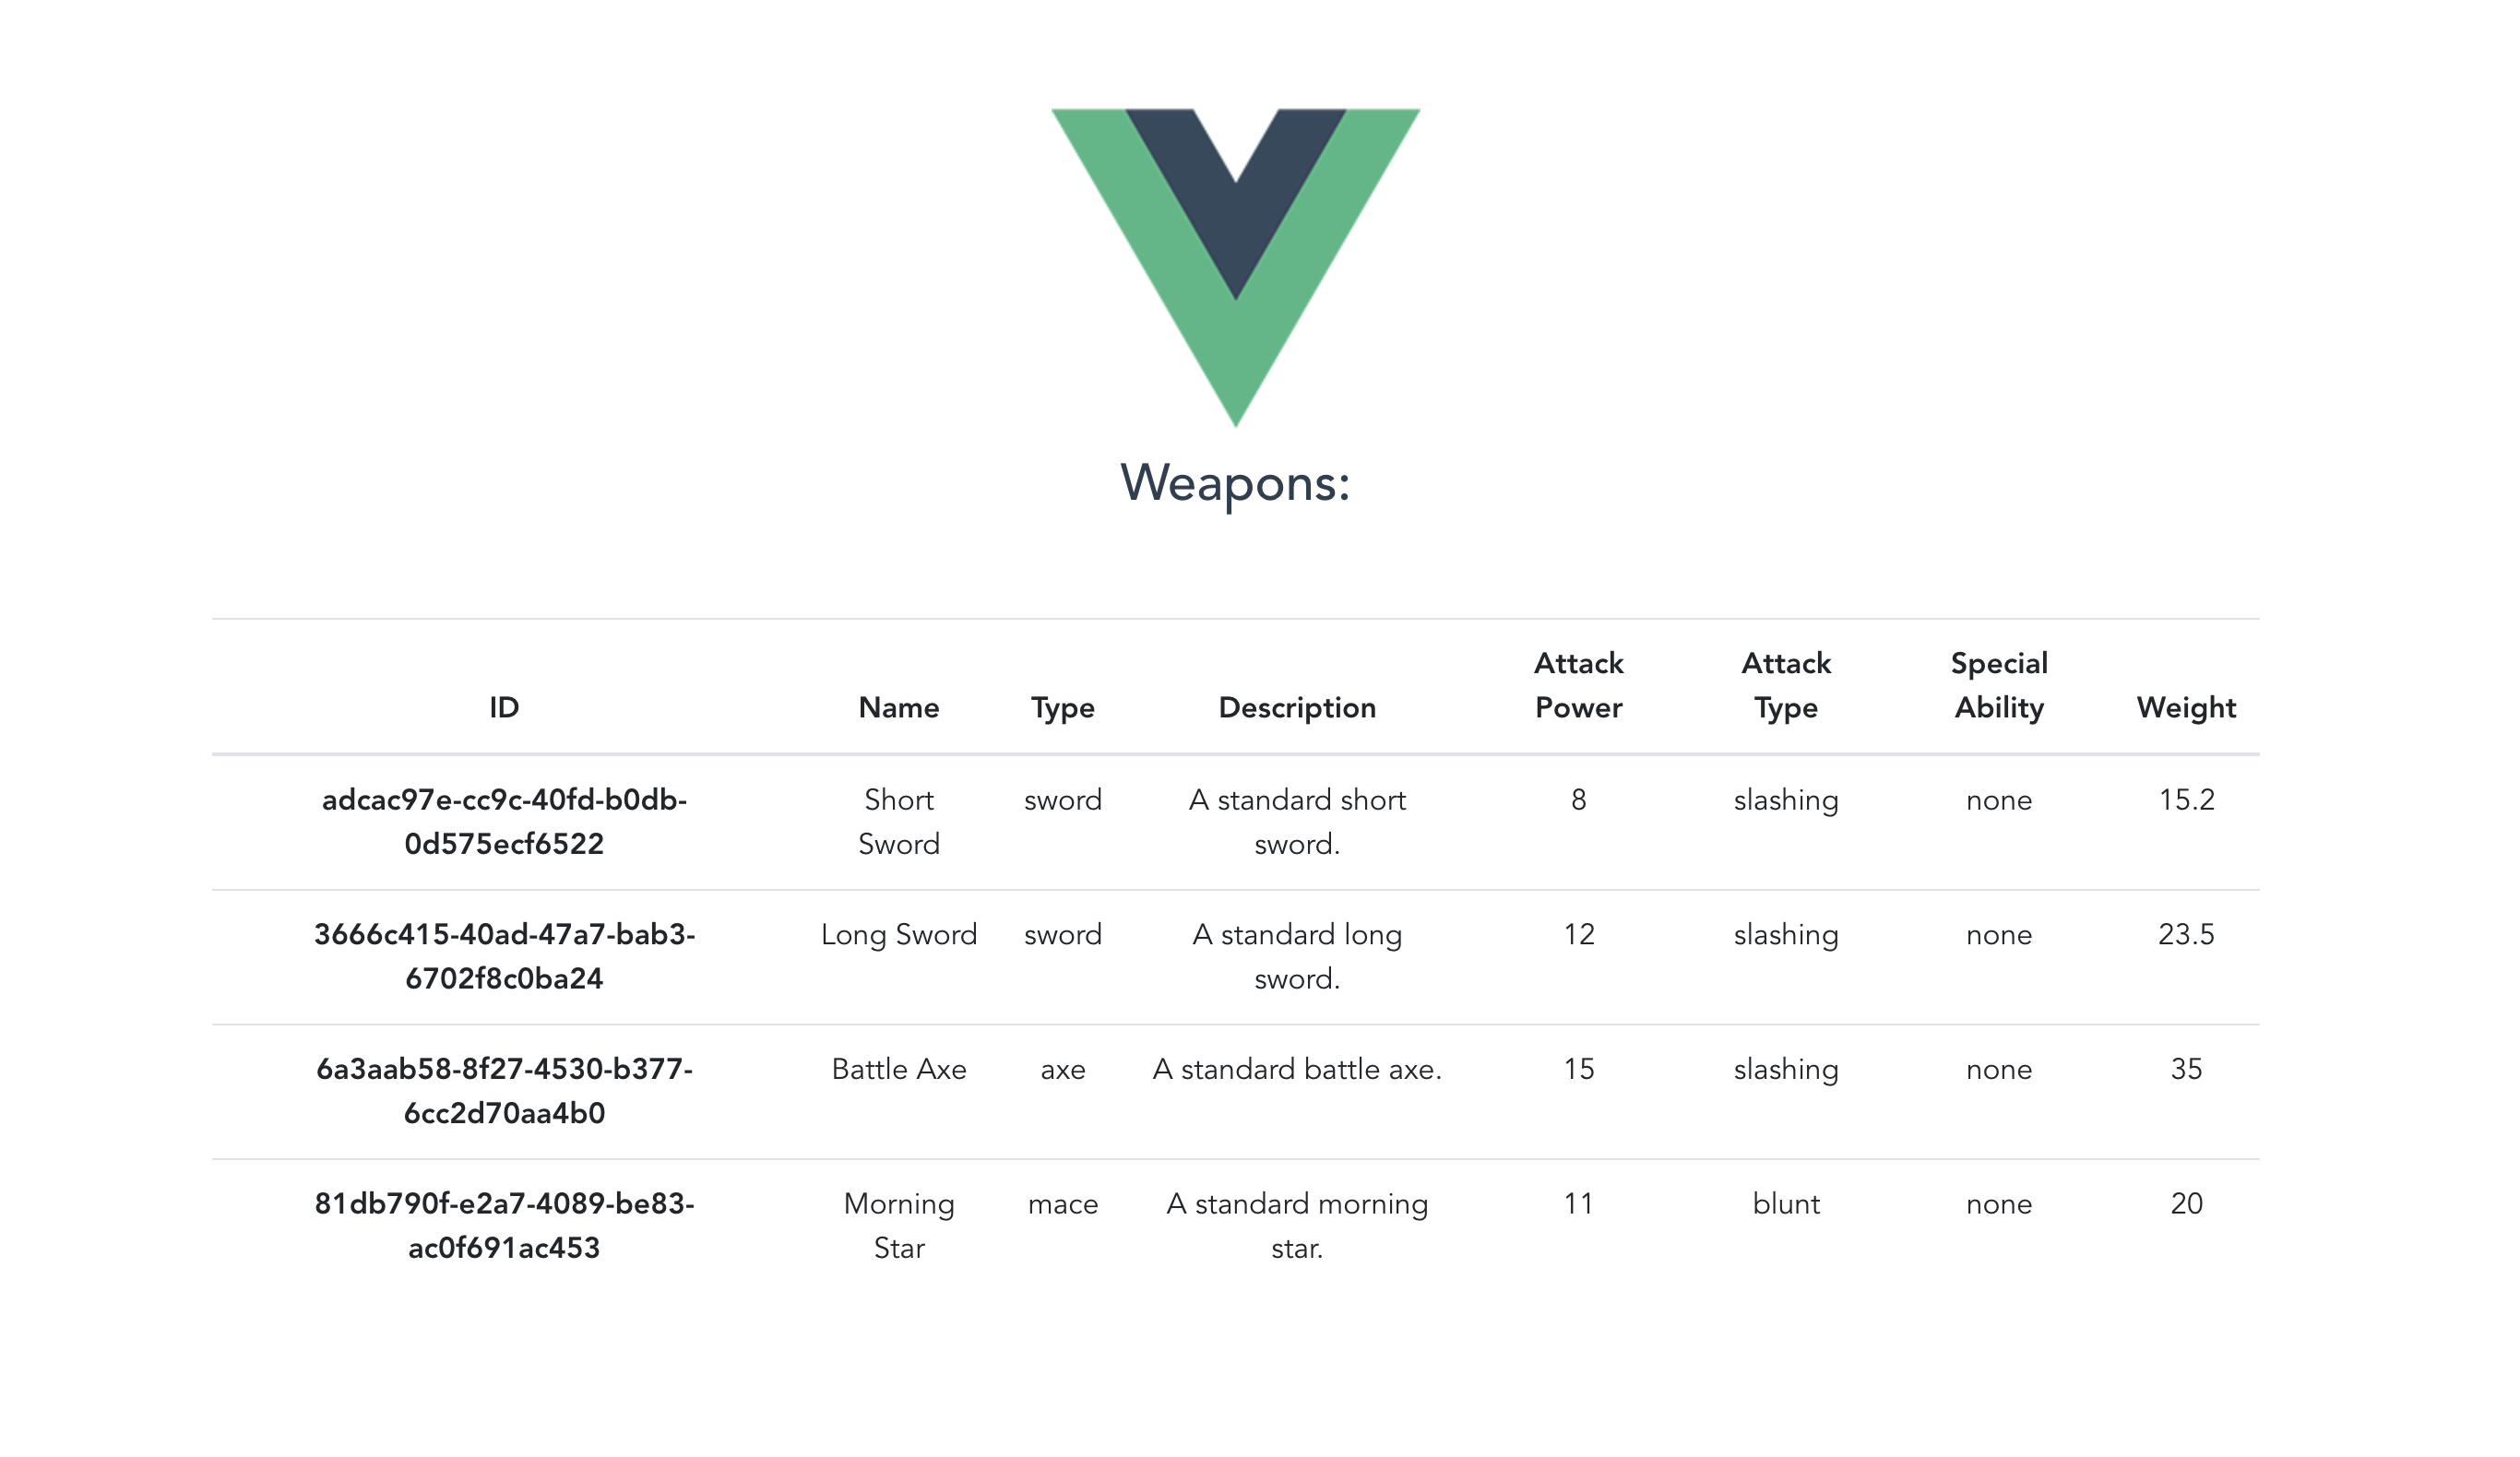 Weapons:
ID Name Type Description Attack Power Attack Type Special Ability Weight
adcac97e-cc9c-40fd-b0db-0d575ecf6522 Short Sword sword A standard short sword. 8 slashing none 15.2
3666c415-40ad-47a7-bab3-6702f8c0ba24 Long Sword sword A standard long sword. 12 slashing none 23.5
6a3aab58-8f27-4530-b377-6cc2d70aa4b0 Battle Axe axe A standard battle axe. 15 slashing none 35
81db790f-e2a7-4089-be83-ac0f691ac453 Morning Star mace A standard morning star. 11 blunt none 20